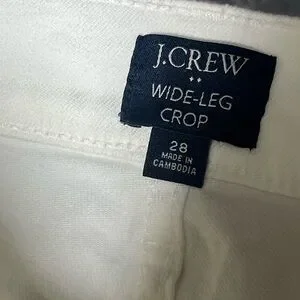 J.CREW
WIDE-LEG
CROP
28
MADE IN
CAMBODIA